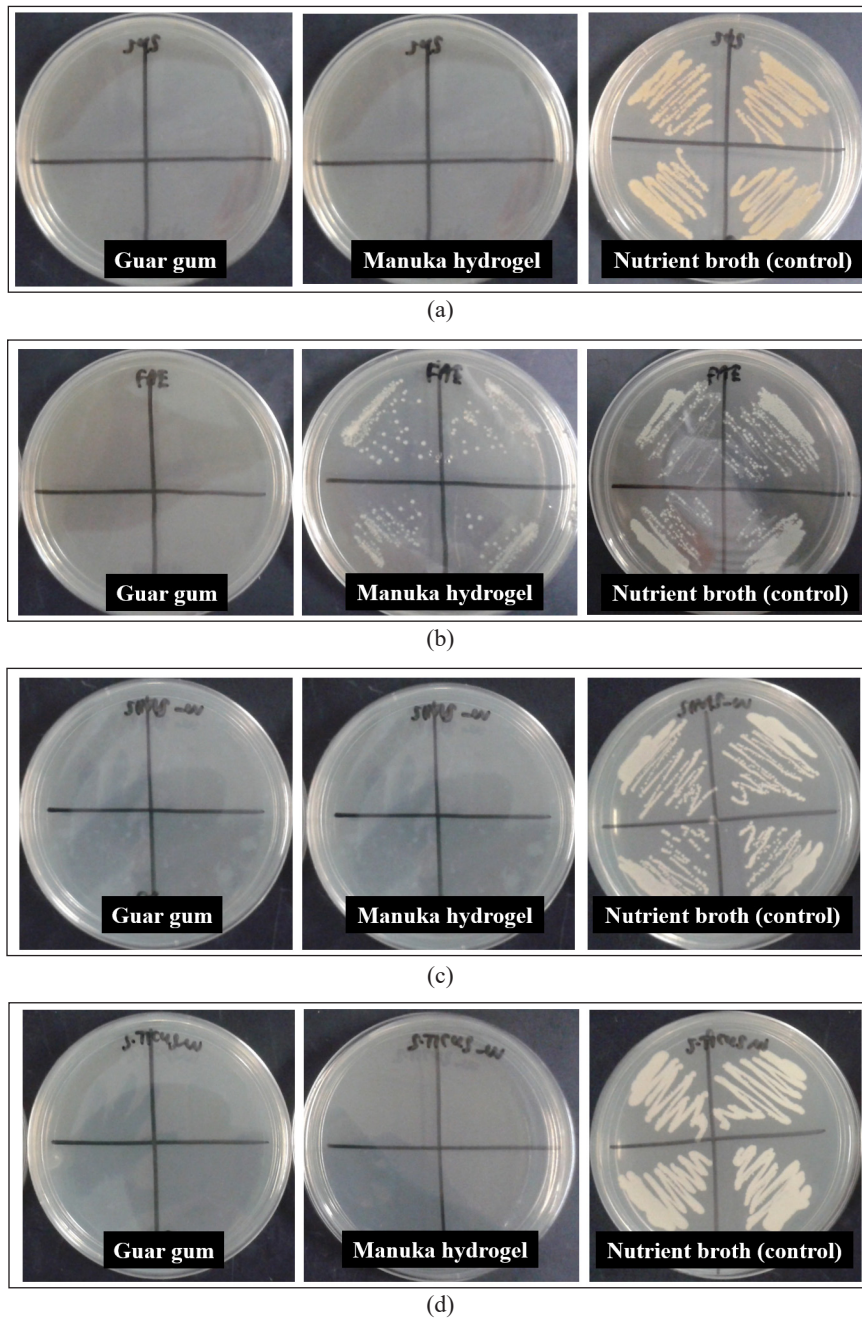 Guar gum
Manuka hydrogel
Nutrient broth (control)
(a)
FAE
FAE
FAE
Guar gum
Manuka hydrogel
Nutrient broth (control)
(b)
Guar gum
Manuka hydrogel
Nutrient broth (control)
(c)
Guar gum
Manuka hydrogel
Nutrient broth (control)
(d)